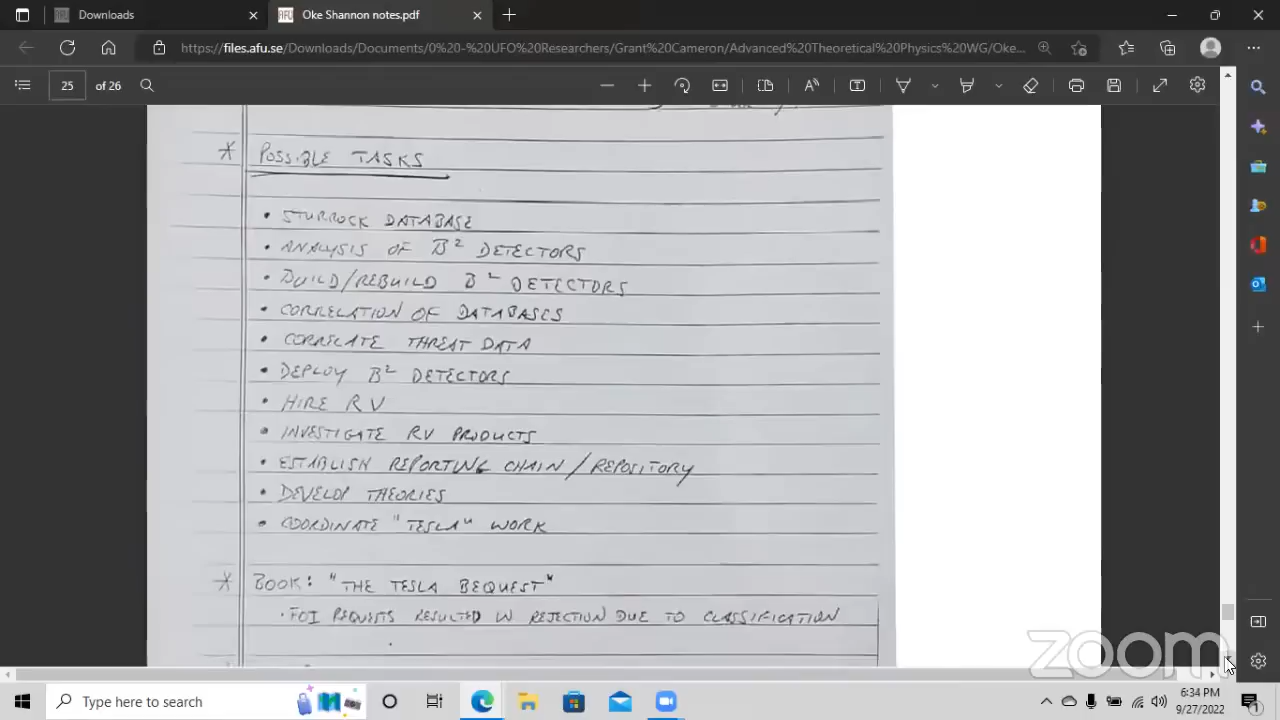 Downloads
Oke Shannon notes.pdf
https://files.afu.se/Downloads/Documents/0%20-%20UFO%20Researchers/Grant%20Cameron/Advanced%20Theoretical%20Physics%20WG/Oke...
25 of 26
* POSSIBLE TASKS
• STURROCK DATABASE
• ANALYSIS OF B² DETECTORS
• BUILD/REBUILD B² DETECTORS
• CORRELATION OF DATABASES
• CORRELATE THREAT DATA
• DEPLOY B² DETECTORS
• HIRE RV
• INVESTIGATE RV PRODUCTS
• ESTABLISH REPORTING CHAIN/REPOSITORY
• DEVELOP THEORIES
• COORDINATE "TESLA" WORK
* BOOK: "THE TESLA BEQUEST"
• FOI REQUESTS RESULTED IN REJECTION DUE TO CLASSIFICATION
zoom
Type here to search
6:34 PM
9/27/2022